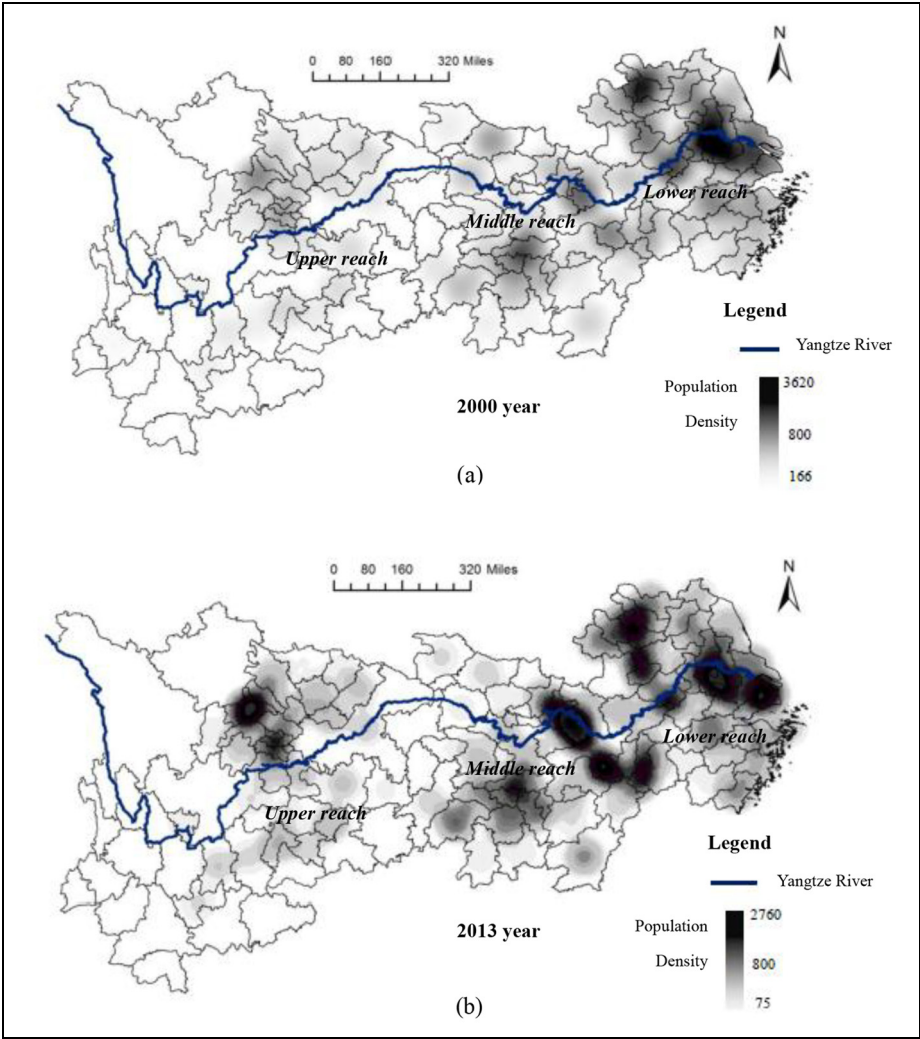 N
0 80 160 320 Miles
Lower reach
Middle reach
Upper reach
Legend
Yangtze River
Population
Density
3620
800
166
2000 year
(a)
N
0 80 160 320 Miles
Lower reach
Middle reach
Upper reach
Legend
Yangtze River
Population
Density
2760
800
75
2013 year
(b)